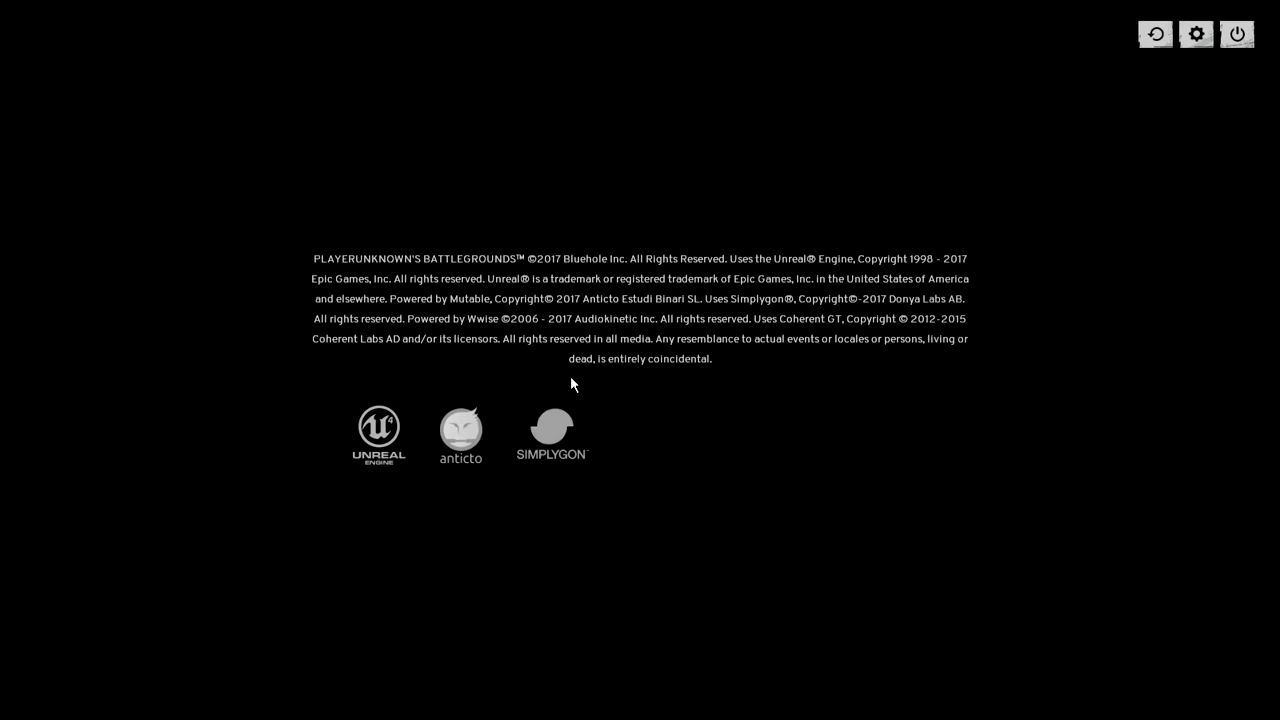 PLAYERUNKNOWN'S BATTLEGROUNDS™ ©2017 Bluehole Inc. All Rights Reserved. Uses the Unreal® Engine, Copyright 1998 - 2017
Epic Games, Inc. All rights reserved. Unreal® is a trademark or registered trademark of Epic Games, Inc. in the United States of America
and elsewhere. Powered by Mutable, Copyright© 2017 Anticto Estudi Binari SL. Uses Simplygon®, Copyright©-2017 Donya Labs AB.
All rights reserved. Powered by Wwise ©2006 - 2017 Audiokinetic Inc. All rights reserved. Uses Coherent GT, Copyright © 2012-2015
Coherent Labs AD and/or its licensors. All rights reserved in all media. Any resemblance to actual events or locales or persons, living or
dead, is entirely coincidental.
U4
UNREAL
ENGINE
anticto
SIMPLYGON™